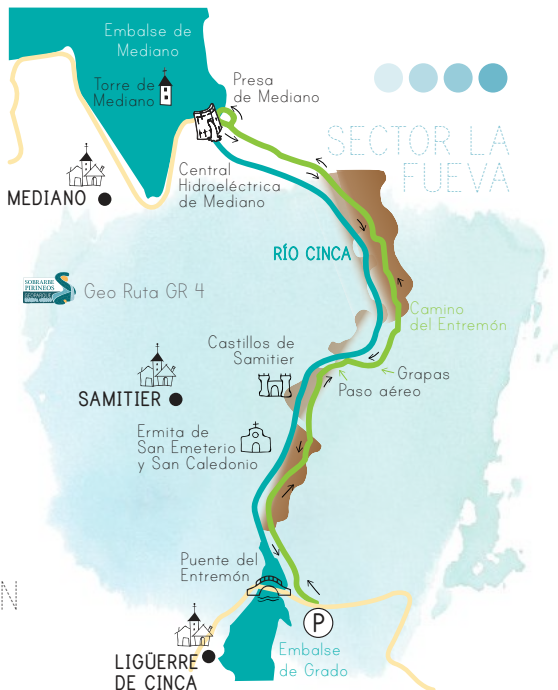 Embalse de
Mediano
Torre de
Mediano
Presa
de Mediano
SECTOR LA
FUEVA
Central
Hidroeléctrica
de Mediano
MEDIANO
RÍO CINCA
SOBRARBE
PIRINEOS
GEOPARQUE
Geo Ruta GR 4
Camino
del Entremón
Castillos de
Samitier
Grapas
Paso aéreo
SAMITIER
Ermita de
San Emeterio
y San Caledonio
Puente del
Entremón
N
P
Embalse
de Grado
LIGÜERRE
DE CINCA